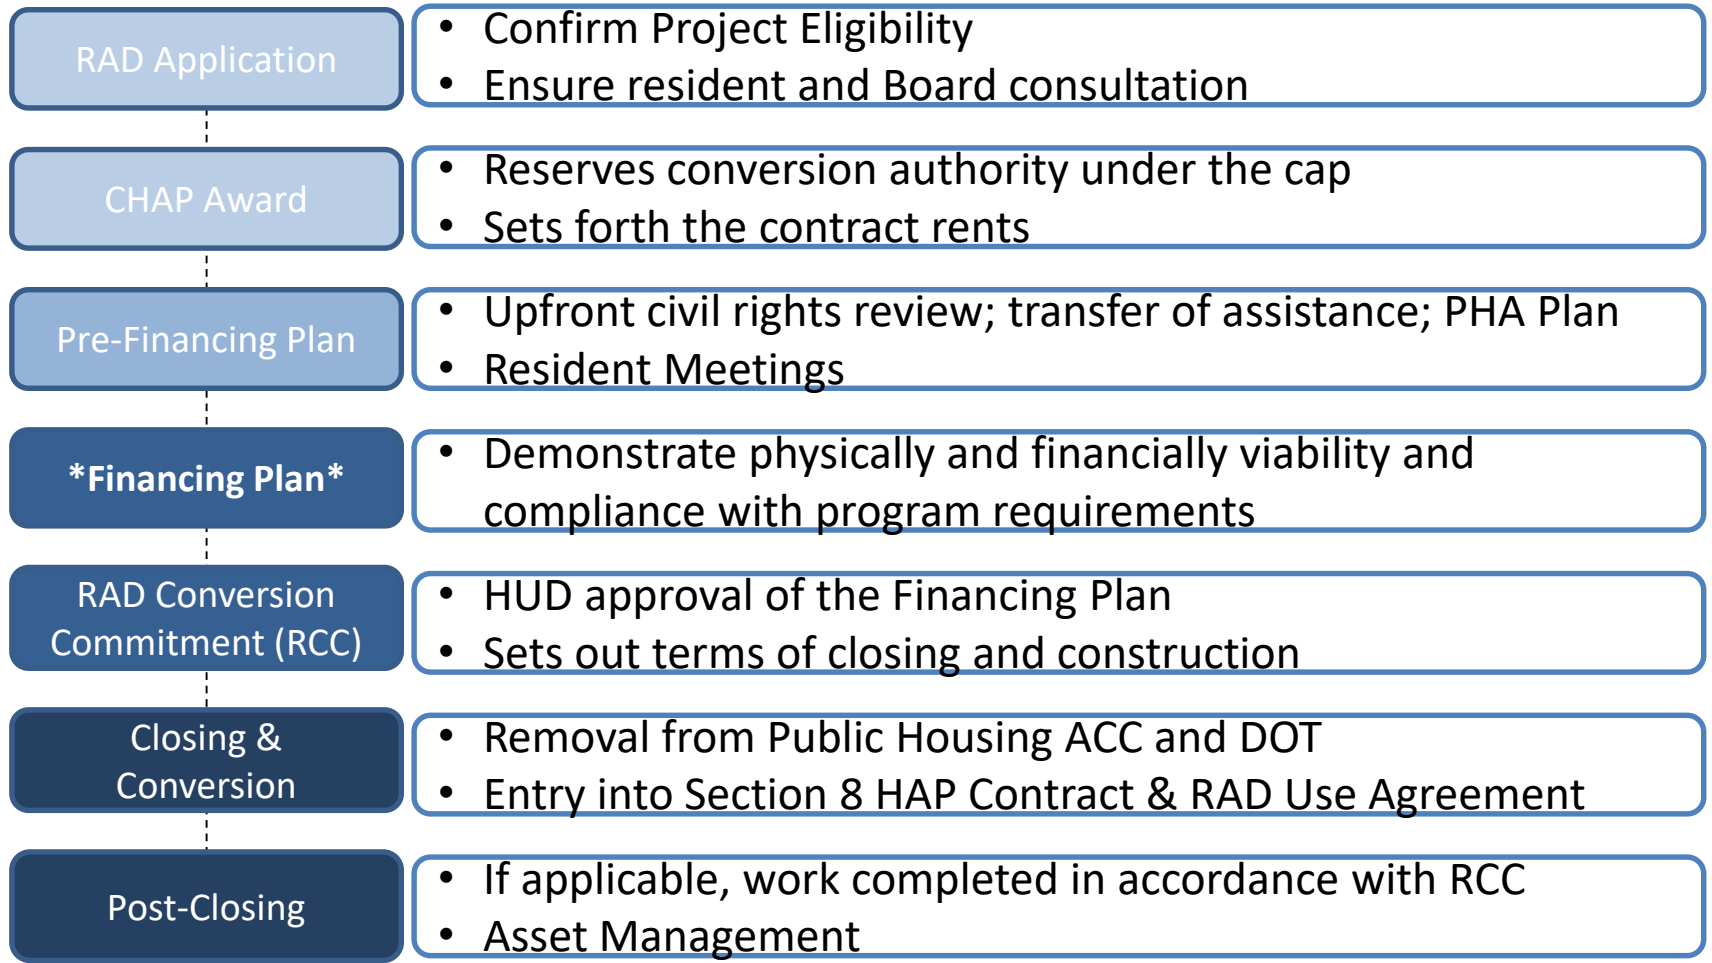 RAD Application
• Confirm Project Eligibility
• Ensure resident and Board consultation
CHAP Award
• Reserves conversion authority under the cap
• Sets forth the contract rents
Pre-Financing Plan
• Upfront civil rights review; transfer of assistance; PHA Plan
• Resident Meetings
*Financing Plan*
• Demonstrate physically and financially viability and
compliance with program requirements
RAD Conversion
Commitment (RCC)
• HUD approval of the Financing Plan
• Sets out terms of closing and construction
Closing &
Conversion
• Removal from Public Housing ACC and DOT
• Entry into Section 8 HAP Contract & RAD Use Agreement
Post-Closing
• If applicable, work completed in accordance with RCC
• Asset Management